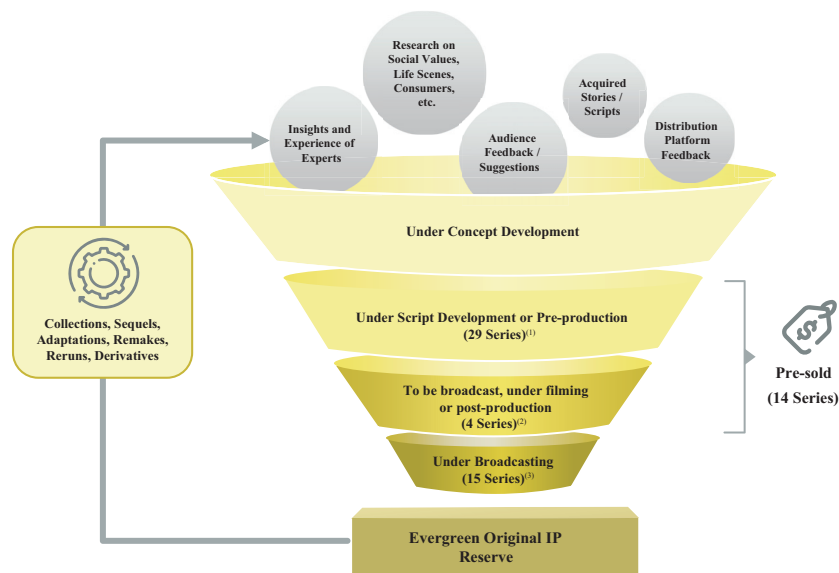 Research on
Social Values,
Life Scenes,
Consumers,
etc.
Acquired
Stories /
Scripts
Insights and
Experience of
Experts
Audience
Feedback /
Suggestions
Distribution
Platform
Feedback
Under Concept Development
Under Script Development or Pre-production
(29 Series)(1)
To be broadcast, under filming
or post-production
(4 Series)(2)
Under Broadcasting
(15 Series)(3)
Evergreen Original IP
Reserve
Collections, Sequels,
Adaptations, Remakes,
Reruns, Derivatives
$
Pre-sold
(14 Series)